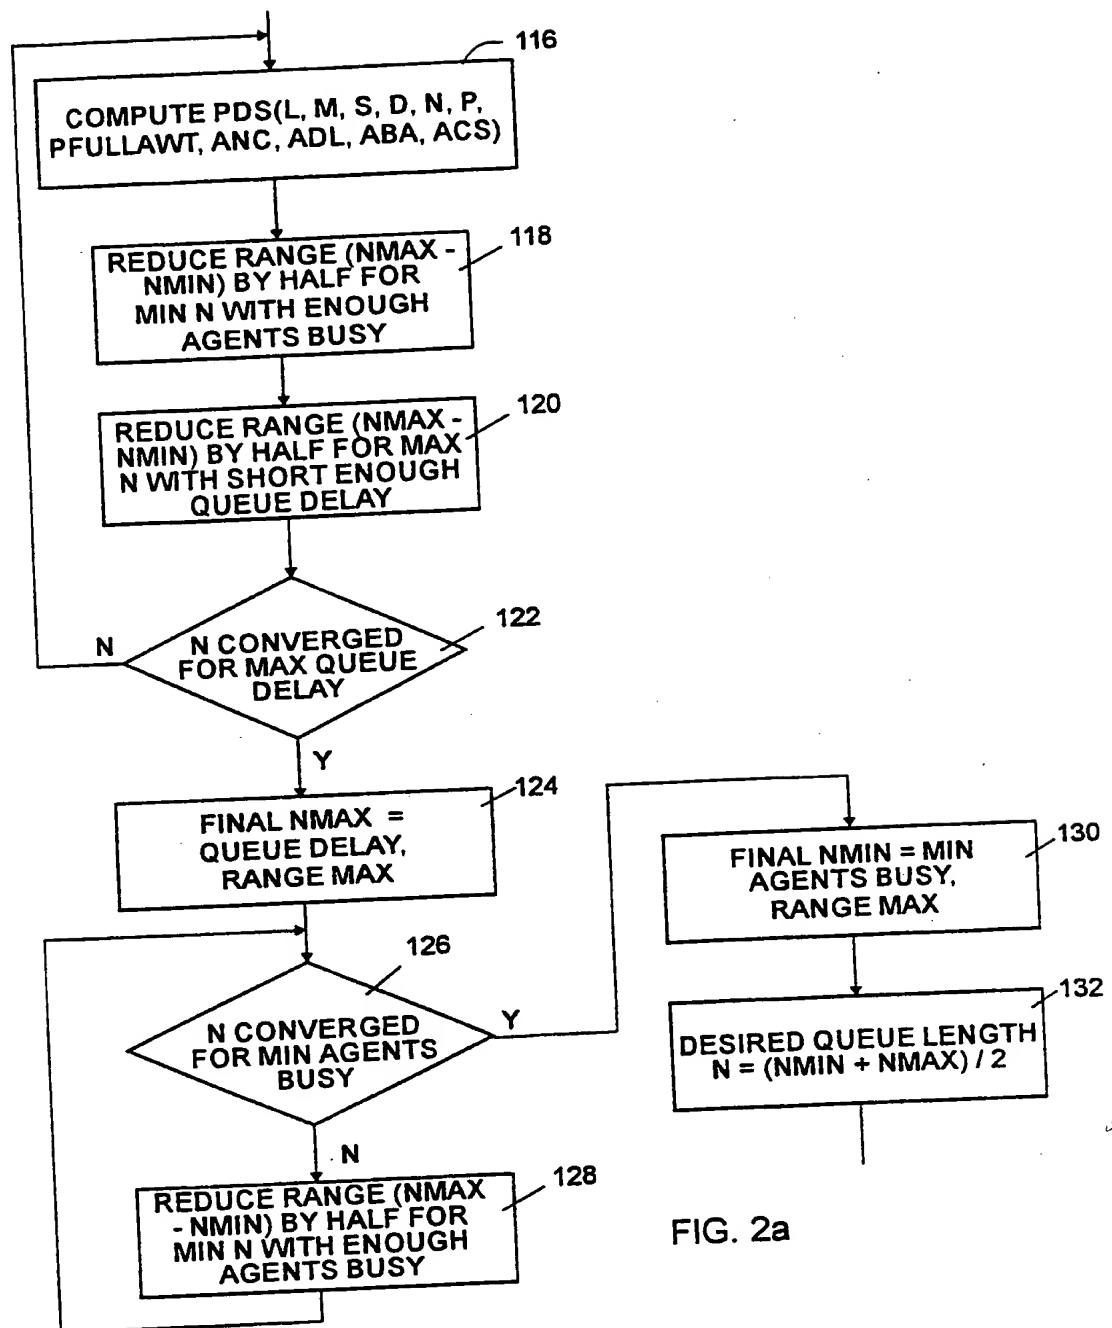 116
COMPUTE PDS(L, M, S, D, N, P,
PFULLAWT, ANC, ADL, ABA, ACS)
118
REDUCE RANGE (NMAX -
NMIN) BY HALF FOR
MIN N WITH ENOUGH
AGENTS BUSY
120
REDUCE RANGE (NMAX -
NMIN) BY HALF FOR MAX
N WITH SHORT ENOUGH
QUEUE DELAY
122
N
N CONVERGED
FOR MAX QUEUE
DELAY
Y
124
FINAL NMAX =
QUEUE DELAY,
RANGE MAX
126
N CONVERGED
FOR MIN AGENTS
BUSY
Y
N
128
REDUCE RANGE (NMAX
- NMIN) BY HALF FOR
MIN N WITH ENOUGH
AGENTS BUSY
130
FINAL NMIN = MIN
AGENTS BUSY,
RANGE MAX
132
DESIRED QUEUE LENGTH
N = (NMIN + NMAX) / 2
FIG. 2a